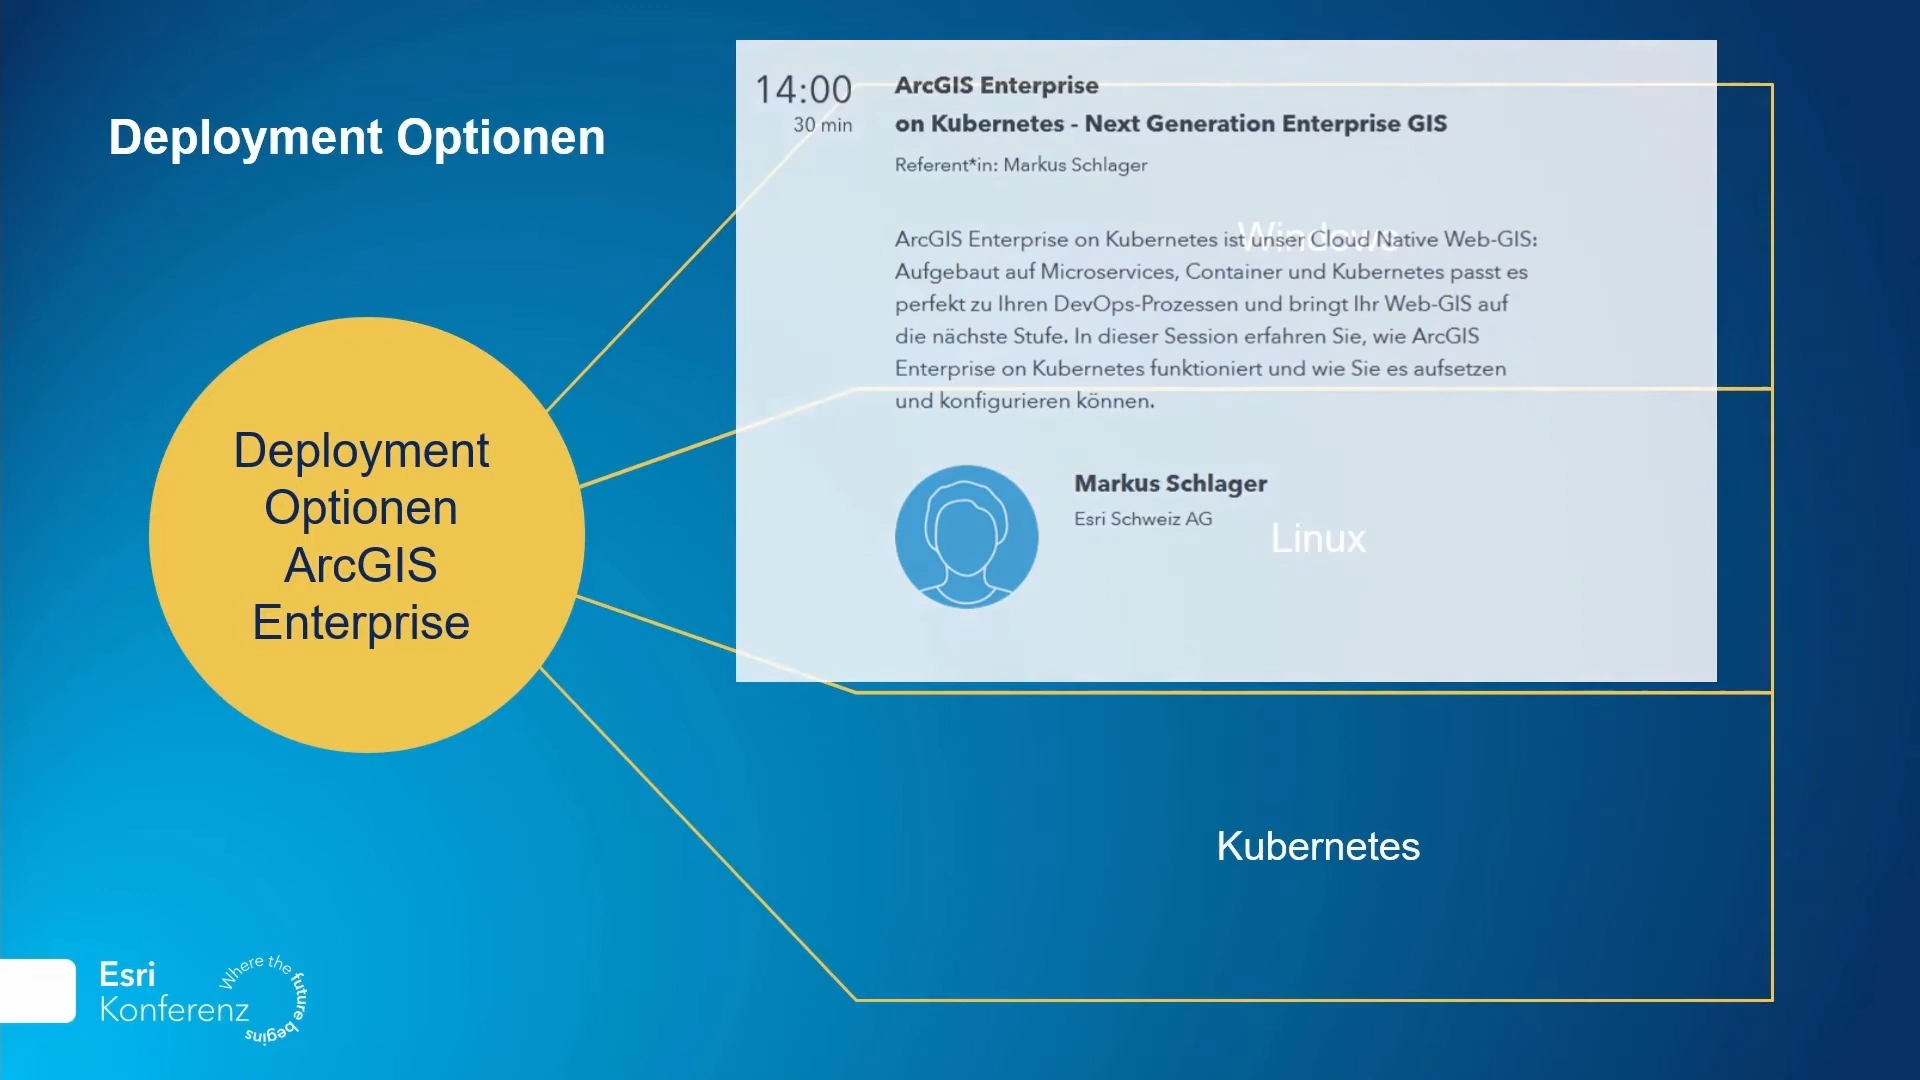 Deployment Optionen
Deployment
Optionen
ArcGIS
Enterprise
14:00
30 min
ArcGIS Enterprise
on Kubernetes - Next Generation Enterprise GIS
Referent*in: Markus Schlager
ArcGIS Enterprise on Kubernetes ist unser Cloud Native Web-GIS:
Aufgebaut auf Microservices, Container und Kubernetes passt es
perfekt zu Ihren DevOps-Prozessen und bringt Ihr Web-GIS auf
die nächste Stufe. In dieser Session erfahren Sie, wie ArcGIS
Enterprise on Kubernetes funktioniert und wie Sie es aufsetzen
und konfigurieren können.
Windows
Markus Schlager
Esri Schweiz AG
Linux
Kubernetes
Esri
Konferenz
Where the future begins